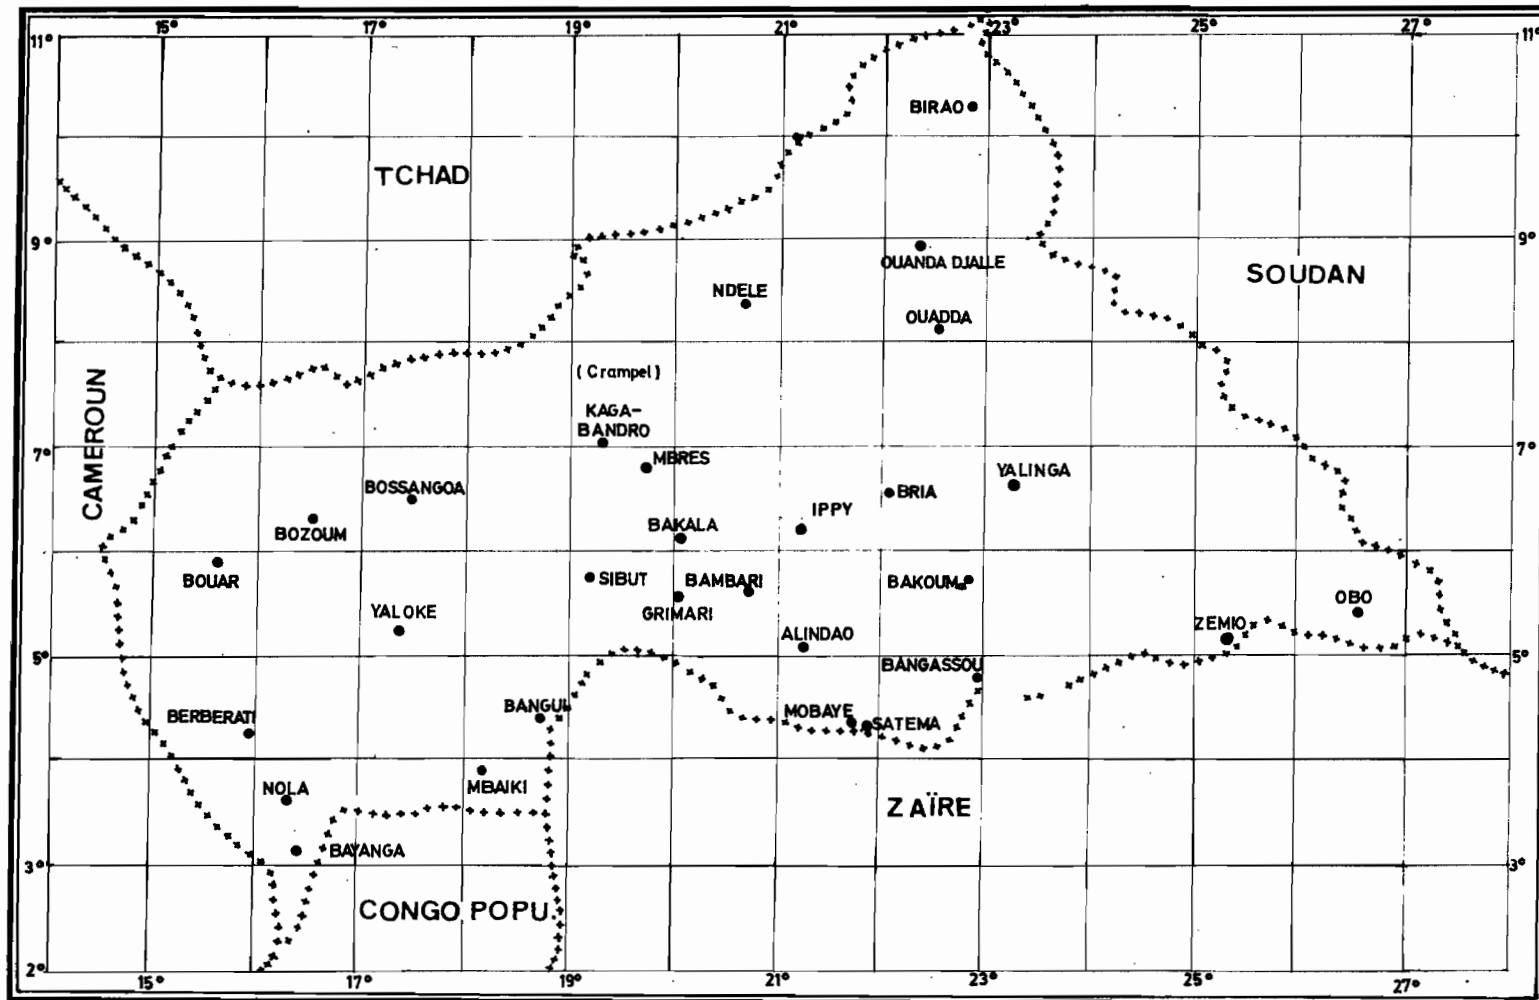 15° 17° 19° 21° 23° 25° 27°
11° 11°
BIRAO
TCHAD
9° 9°
OUANDA DJALLE
SOUDAN
NDELE
OUADDA
(Crampel)
CAMEROUN
KAGA-
BANDRO
7° 7°
MBRES
YALINGA
BOSSANGOA
BRIA
IPPY
BOZOUM
BAKALA
BOUAR
SIBUT
BAMBARI
BAKOUM
GRIMARI
OBO
YALOKE
ZEMIO
ALINDAO
5° 5°
BANGASSOU
BERBERATI
BANGUI
MOBAYE
SATEMA
NOLA
MBAIKI
ZAÏRE
BAYANGA
3° 3°
CONGO POPU.
2°
15° 17° 19° 21° 23° 25° 27°